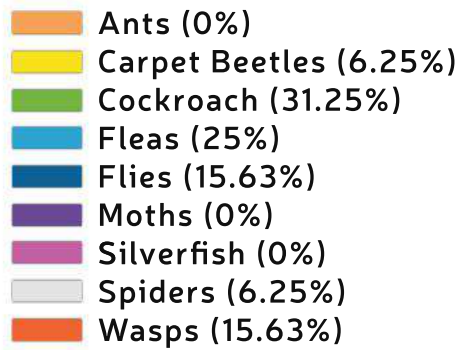 Ants (0%)
Carpet Beetles (6.25%)
Cockroach (31.25%)
Fleas (25%)
Flies (15.63%)
Moths (0%)
Silverfish (0%)
Spiders (6.25%)
Wasps (15.63%)